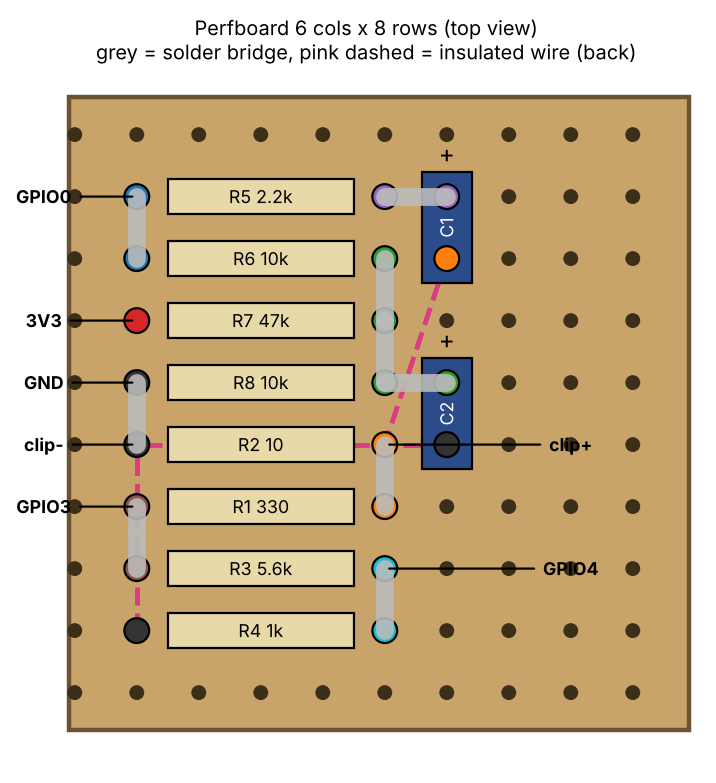 Perfboard 6 cols x 8 rows (top view)
grey = solder bridge, pink dashed = insulated wire (back)
+
GPIO0
R5 2.2k
C1
R6 10k
3V3
R7 47k
+
GND
R8 10k
C2
clip-
R2 10
clip+
GPIO3
R1 330
R3 5.6k
GPIO4
R4 1k